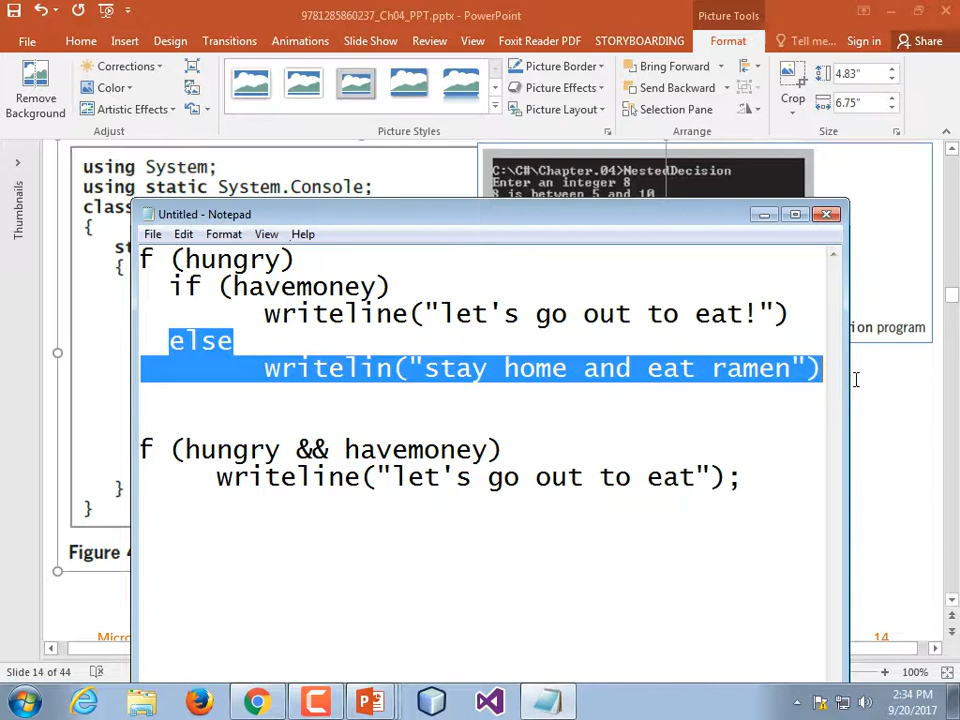 9781285860237_Ch04_PPT.pptx - PowerPoint
Picture Tools
File Home Insert Design Transitions Animations Slide Show Review View Foxit Reader PDF STORYBOARDING Format Tell me... Sign in Share
Remove Background
Corrections
Color
Artistic Effects
Adjust
Picture Styles
Picture Border
Picture Effects
Picture Layout
Bring Forward
Send Backward
Selection Pane
Arrange
Crop
4.83"
6.75"
Size
Thumbnails
using System;
using static System.Console;
clas
{
st
{
}
}
Figure 4
C:\C#\Chapter.04>NestedDecision
Enter an integer 8
8 is between 5 and 10
ion program
Untitled - Notepad
File Edit Format View Help
f (hungry)
if (havemoney)
writeline("let's go out to eat!")
else
writelin("stay home and eat ramen")
f (hungry && havemoney)
writeline("let's go out to eat");
Micro
14
Slide 14 of 44
100%
2:34 PM
9/20/2017